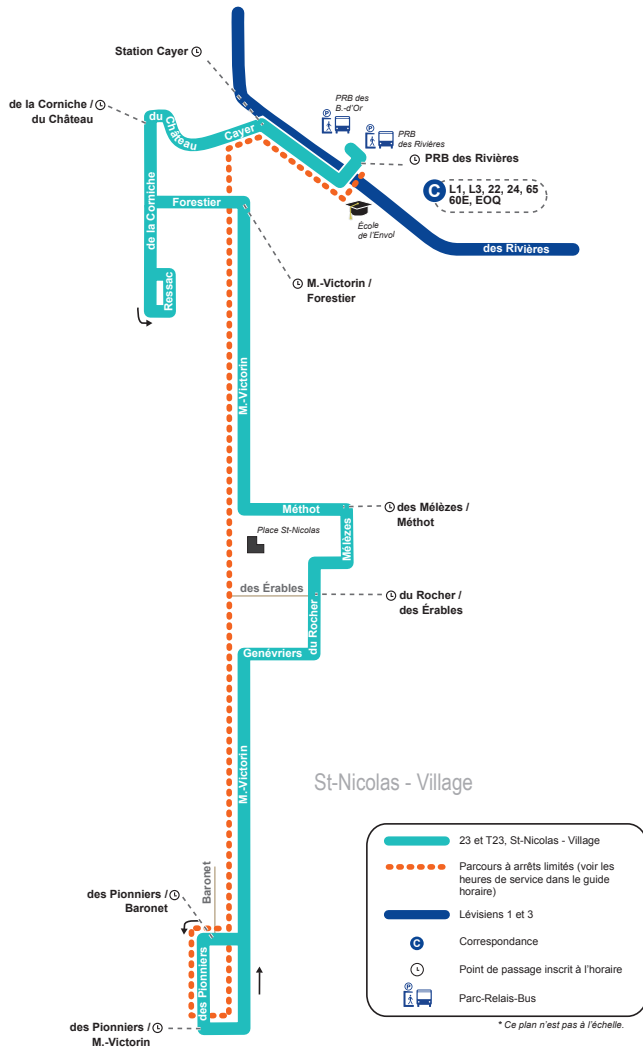 Station Cayer
PRB des
B.-d'Or
de la Corniche /
du Château
du
Château
Cayer
PRB
des Rivières
PRB des Rivières
C L1, L3, 22, 24, 65
60E, EOQ
de la Corniche
Forestier
École
de l'Envol
des Rivières
Ressac
M.-Victorin /
Forestier
M.-Victorin
Méthot
des Mélèzes /
Méthot
Place St-Nicolas
Mélèzes
des Érables
du Rocher /
des Érables
du Rocher
Genévriers
M.-Victorin
St-Nicolas - Village
23 et T23, St-Nicolas - Village
Parcours à arrêts limités (voir les
heures de service dans le guide
horaire)
Baronet
des Pionniers /
Baronet
Lévisiens 1 et 3
C Correspondance
Point de passage inscrit à l'horaire
P
Parc-Relais-Bus
des Pionniers
des Pionniers /
M.-Victorin
* Ce plan n'est pas à l'échelle.